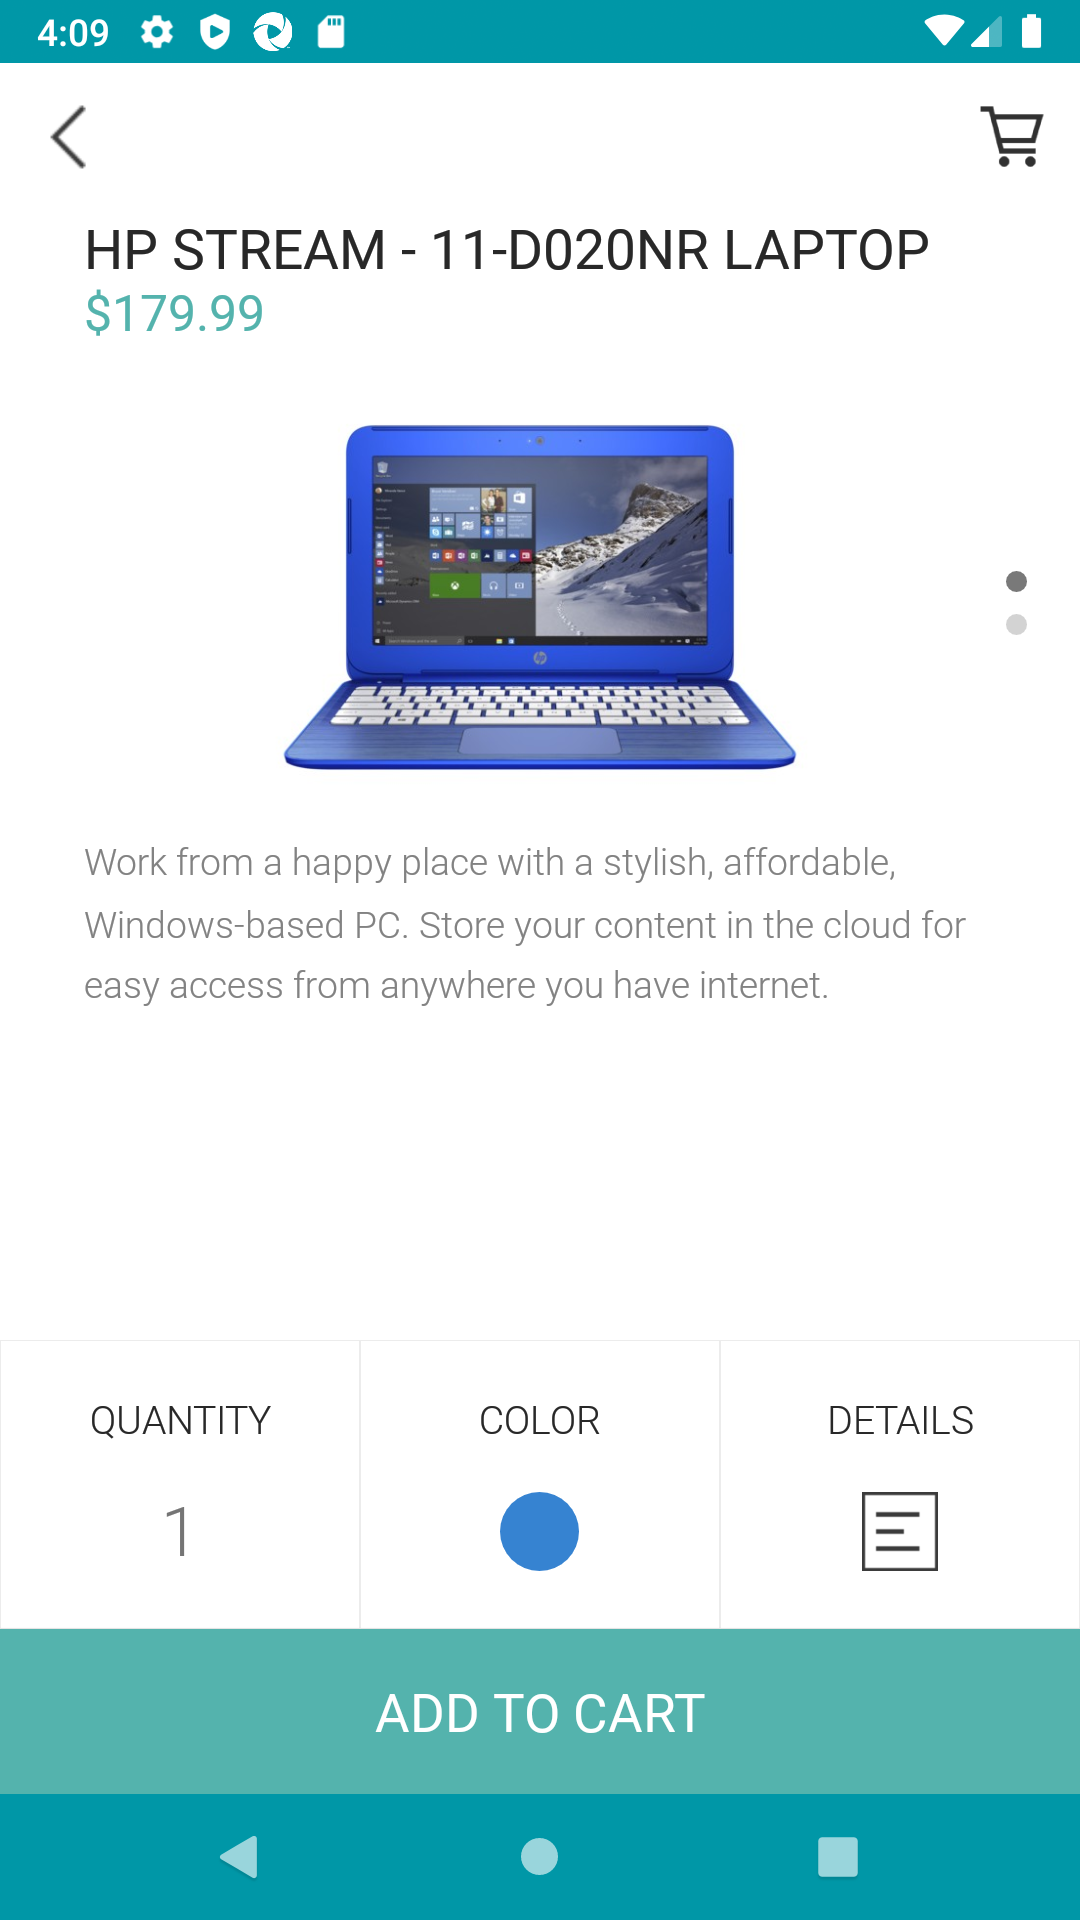 4:09
HP STREAM - 11-D020NR LAPTOP
$179.99
Work from a happy place with a stylish, affordable,
Windows-based PC. Store your content in the cloud for
easy access from anywhere you have internet.
QUANTITY
COLOR
DETAILS
1
ADD TO CART